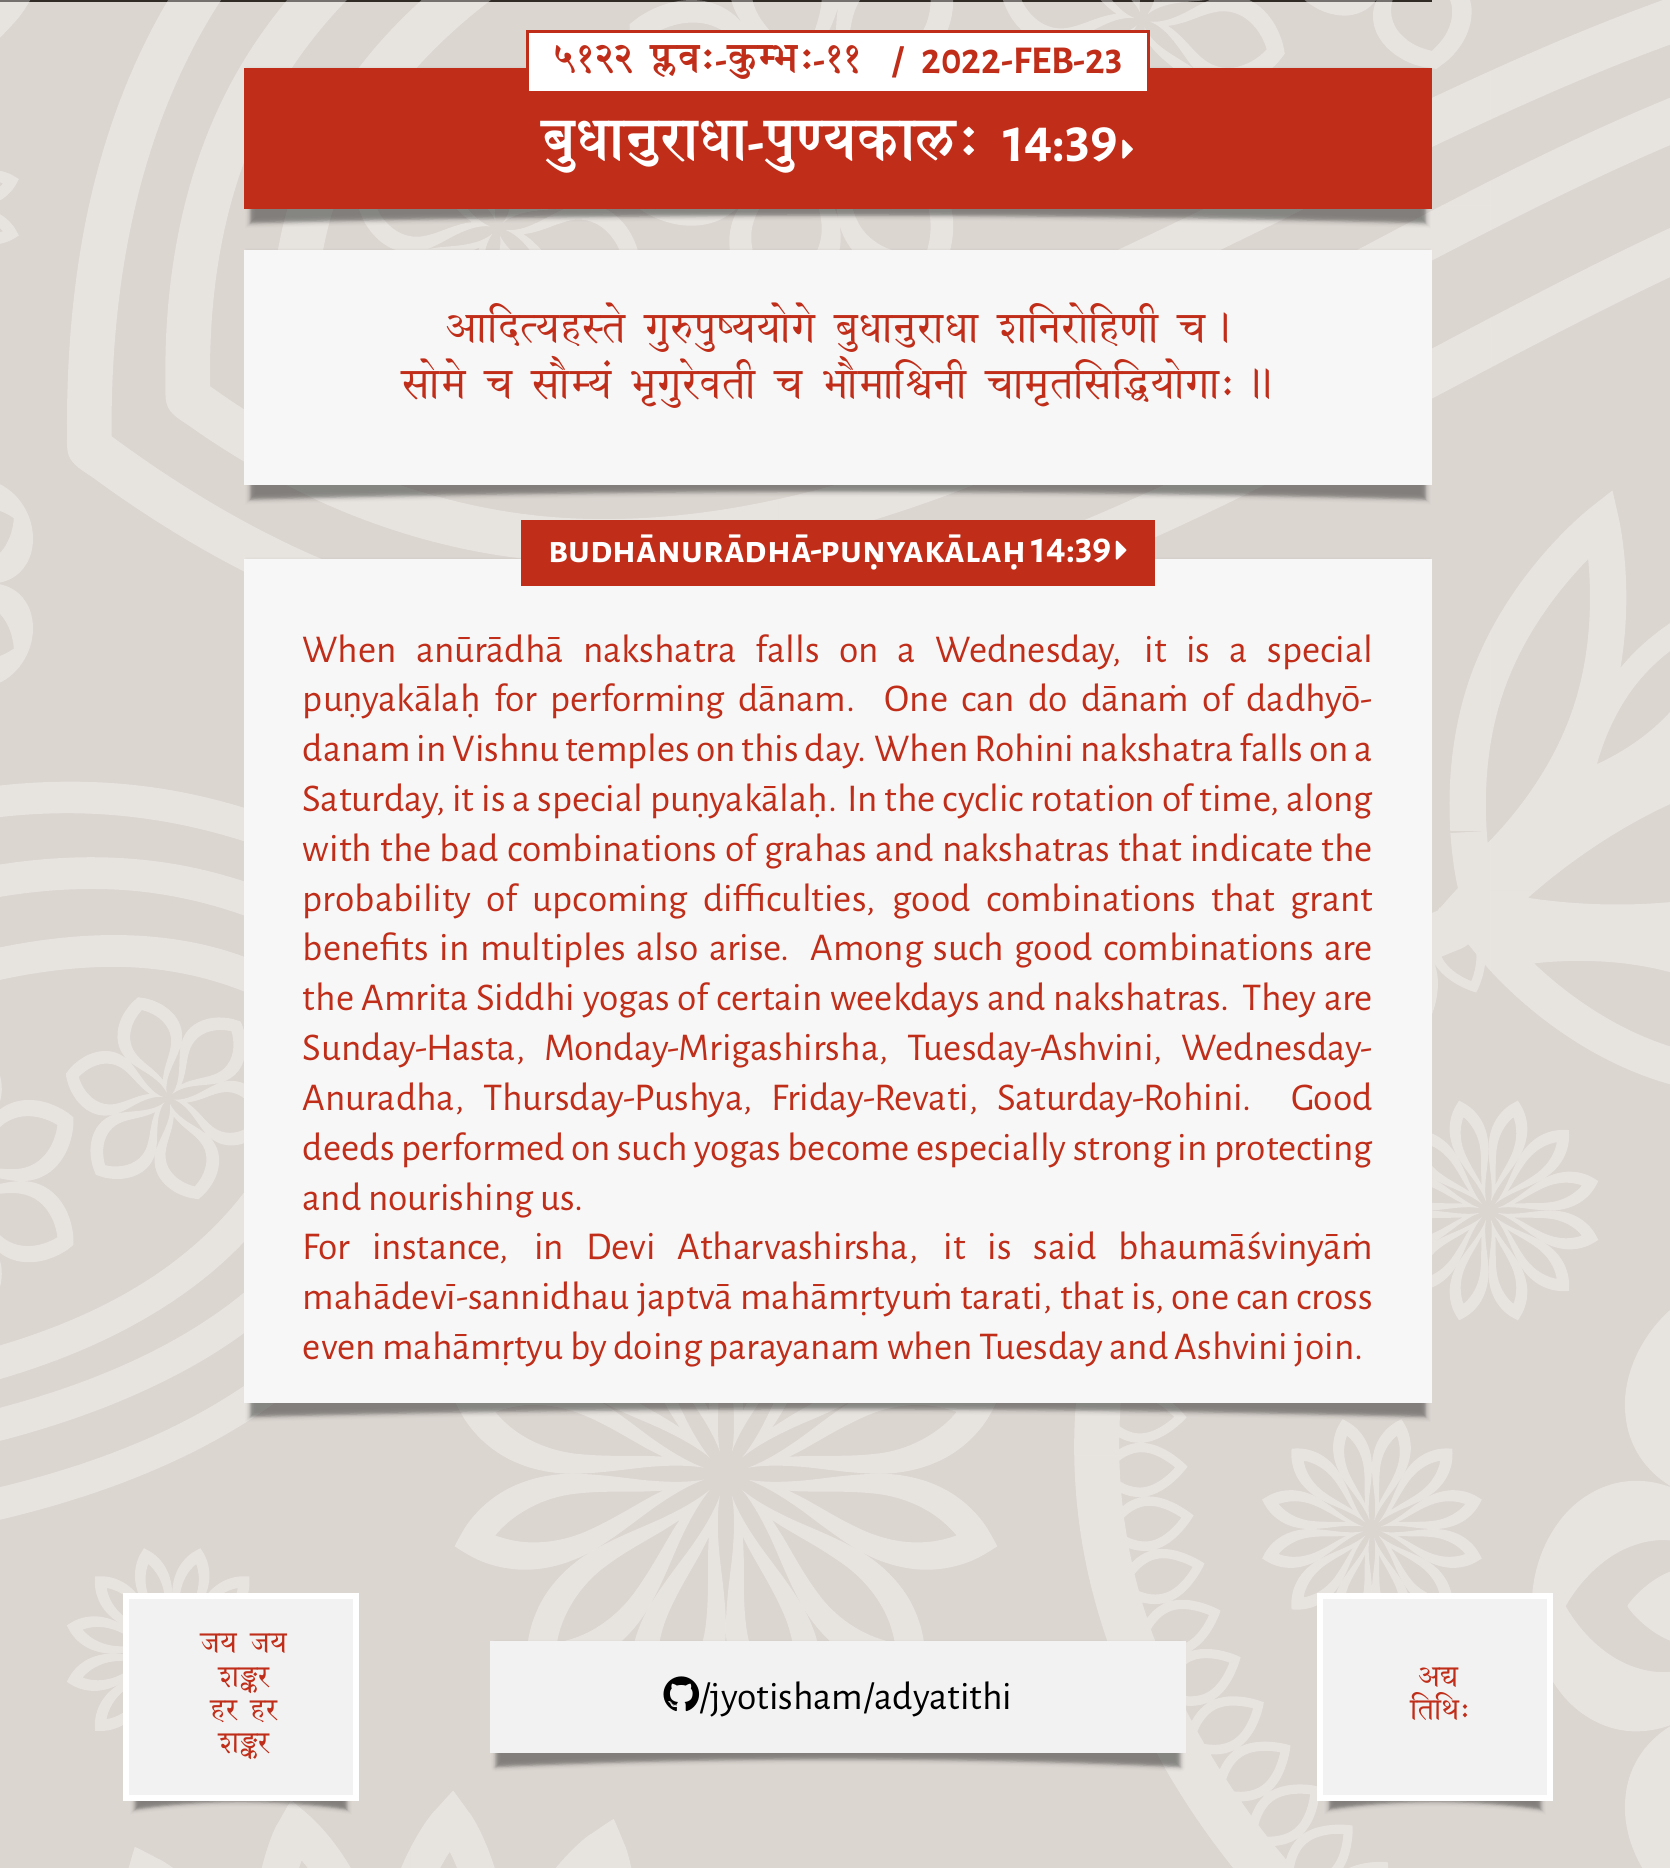 ५१२२ प्लवः-कुम्भः-११ / 2022-FEB-23
बुधानुराधा-पुण्यकालः 14:39▸
आदित्यहस्ते गुरुपुष्ययोगे बुधानुराधा शनिरोहिणी च।
सोमे च सौम्यं भृगुरेवती च भौमाश्विनी चामृतसिद्धियोगाः॥
BUDHĀNURĀDHĀ-PUṆYAKĀLAḤ 14:39▸
When anūrādhā nakshatra falls on a Wednesday, it is a special
puṇyakālaḥ for performing dānam. One can do dānaṁ of dadhyō-
danam in Vishnu temples on this day. When Rohini nakshatra falls on a
Saturday, it is a special puṇyakālaḥ. In the cyclic rotation of time, along
with the bad combinations of grahas and nakshatras that indicate the
probability of upcoming difficulties, good combinations that grant
benefits in multiples also arise. Among such good combinations are
the Amrita Siddhi yogas of certain weekdays and nakshatras. They are
Sunday-Hasta, Monday-Mrigashirsha, Tuesday-Ashvini, Wednesday-
Anuradha, Thursday-Pushya, Friday-Revati, Saturday-Rohini. Good
deeds performed on such yogas become especially strong in protecting
and nourishing us.
For instance, in Devi Atharvashirsha, it is said bhaumāśvinyāṁ
mahādevī-sannidhau japtvā mahāmṛtyuṁ tarati, that is, one can cross
even mahāmṛtyu by doing parayanam when Tuesday and Ashvini join.
जय जय
शङ्कर
हर हर
शङ्कर
/jyotisham/adyatithi
अद्य
तिथिः